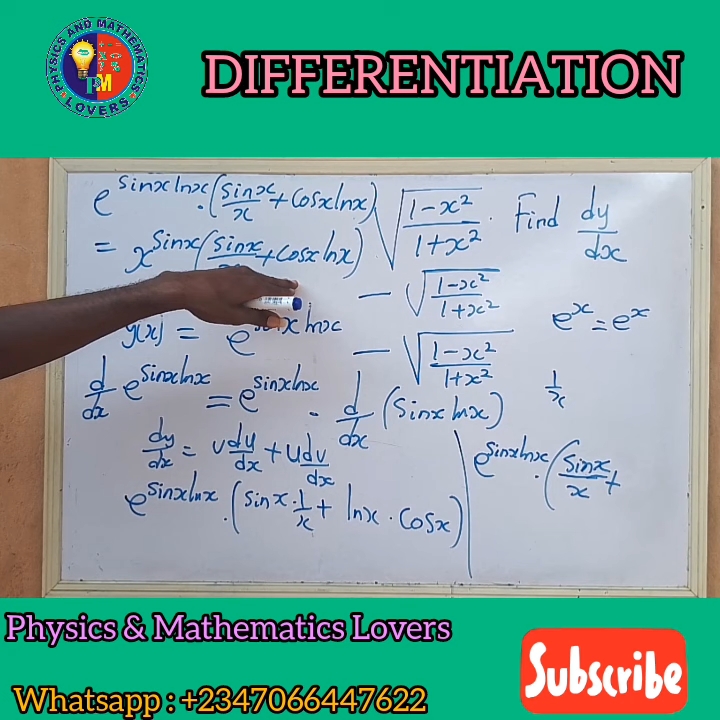 PHYSICS AND MATHEMATICS LOVERS
PM
DIFFERENTIATION
e^{sinx lnx} · (sinx/x + cosx lnx) √((1-x²)/(1+x²)) · Find dy/dx
= x^{sinx} (sinx/x + cosx lnx) - √((1-x²)/(1+x²))
e^x = e^x
y(x) = e^{sinx lnx} - √((1-x²)/(1+x²))
1/x
d/dx e^{sinx lnx} = e^{sinx lnx} · d/dx (sinx lnx)
dy/dx = v du/dx + u dv/dx
e^{sinx lnx} · (sinx · 1/x + lnx · cosx)
e^{sinx lnx} · (sinx/x +
Physics & Mathematics Lovers
Subscribe
Whatsapp : +2347066447622